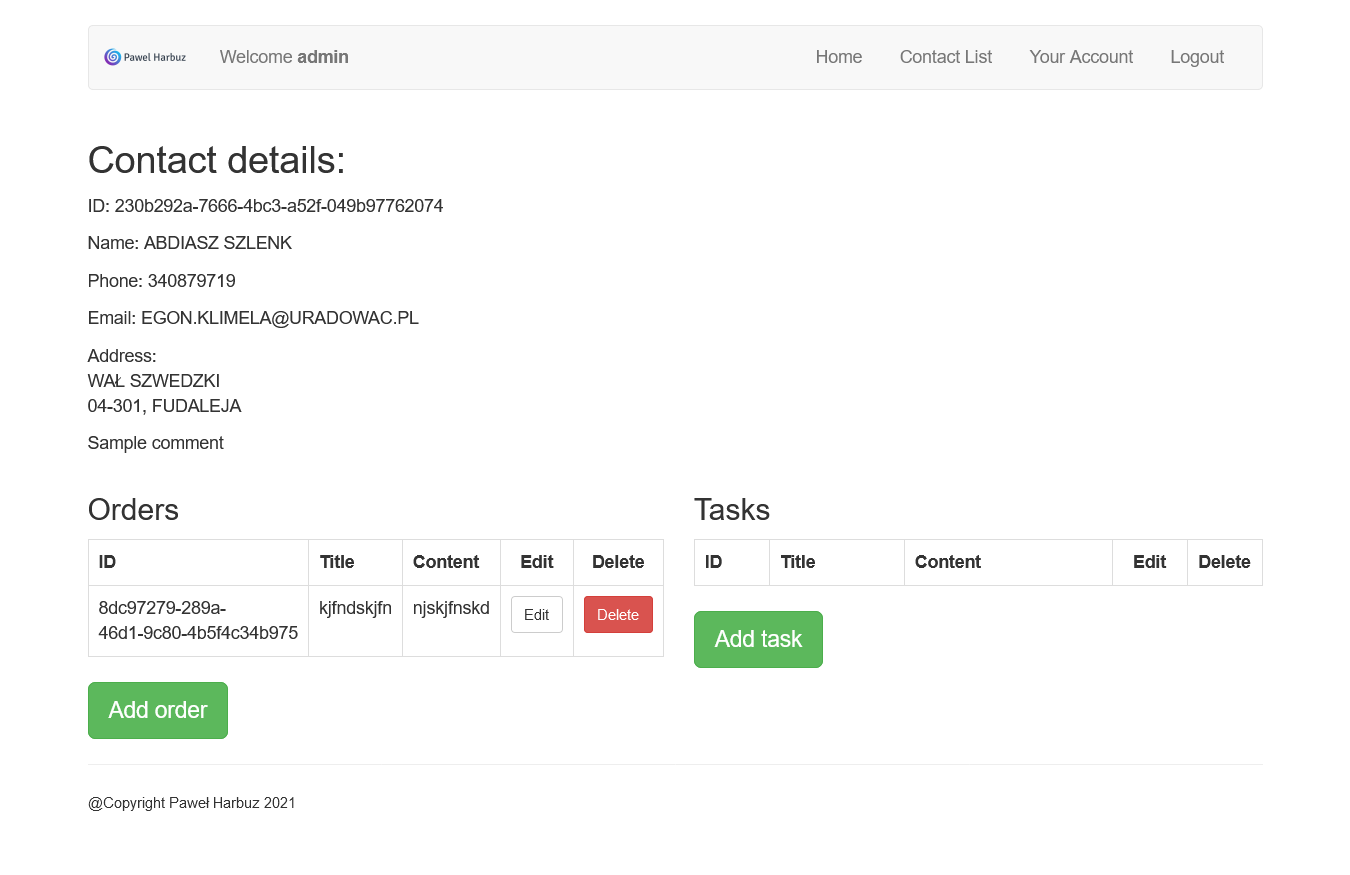 Pawel Harbuz
Welcome admin
Home
Contact List
Your Account
Logout
Contact details:
ID: 230b292a-7666-4bc3-a52f-049b97762074
Name: ABDIASZ SZLENK
Phone: 340879719
Email: EGON.KLIMELA@URADOWAC.PL
Address:
WAŁ SZWEDZKI
04-301, FUDALEJA
Sample comment
Orders
ID Title Content Edit Delete
8dc97279-289a- kjfndskjfn njskjfnskd Edit Delete
46d1-9c80-4b5f4c34b975
Add order
Tasks
ID Title Content Edit Delete
Add task
@Copyright Paweł Harbuz 2021